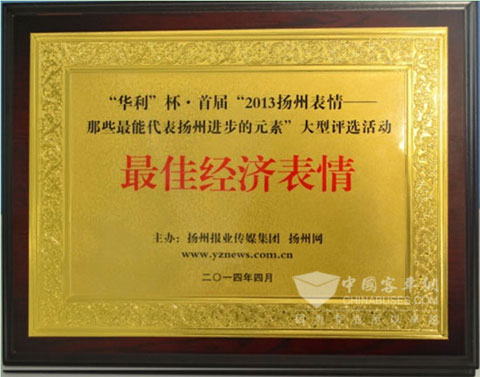 “华利”杯·首届“2013扬州表情——
那些最能代表扬州进步的元素”大型评选活动
最佳经济表情
主办：扬州报业传媒集团 扬州网
www.yznews.com.cn
二〇一四年四月
中国客车网
CHINABUSES.COM